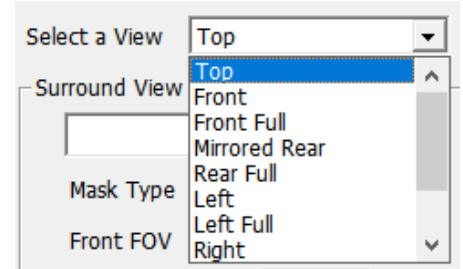 Select a View Top
Top
Surround View
Front
Front Full
Mirrored Rear
Rear Full
Mask Type
Left
Left Full
Front FOV
Right